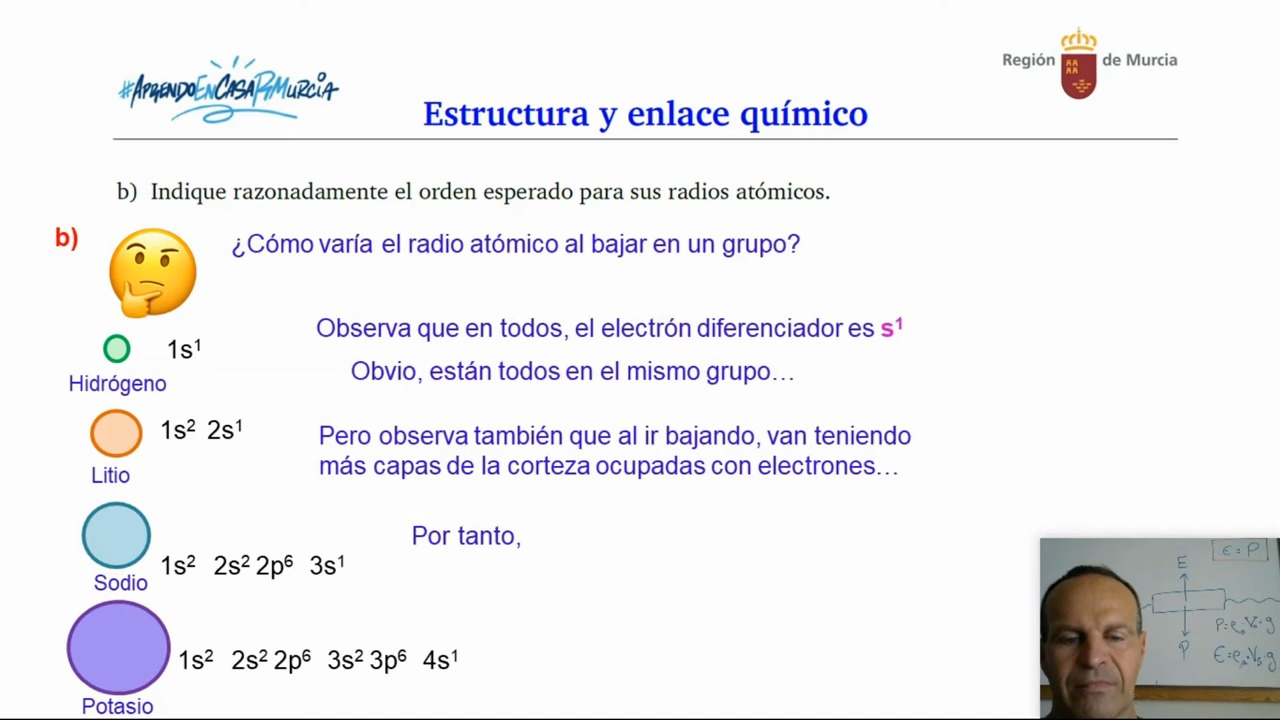 #AprendoEnCasaRMurcia
Región de Murcia
Estructura y enlace químico
b) Indique razonadamente el orden esperado para sus radios atómicos.
b)
¿Cómo varía el radio atómico al bajar en un grupo?
Observa que en todos, el electrón diferenciador es s¹
1s¹
Obvio, están todos en el mismo grupo…
Hidrógeno
1s² 2s¹
Pero observa también que al ir bajando, van teniendo
más capas de la corteza ocupadas con electrones…
Litio
Por tanto,
1s² 2s² 2p⁶ 3s¹
Sodio
1s² 2s² 2p⁶ 3s² 3p⁶ 4s¹
Potasio
Є = P
E
P